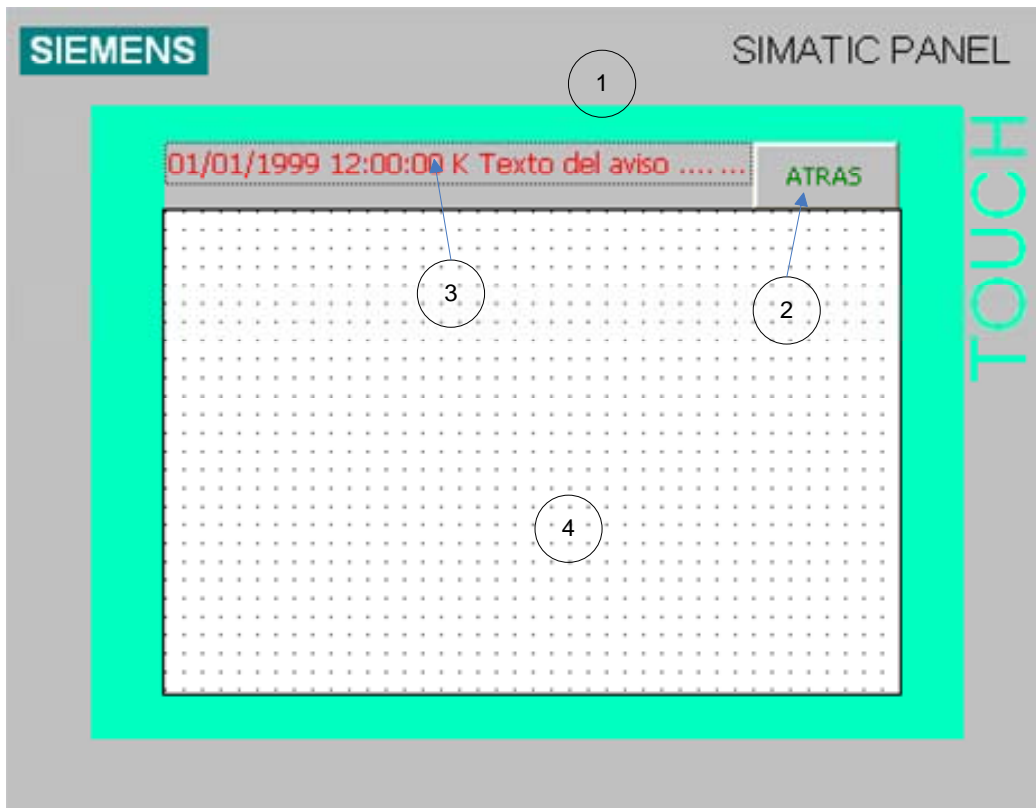 SIEMENS
SIMATIC PANEL
1
TOUCH
01/01/1999 12:00:00 K Texto del aviso .... ...
ATRAS
3
2
4